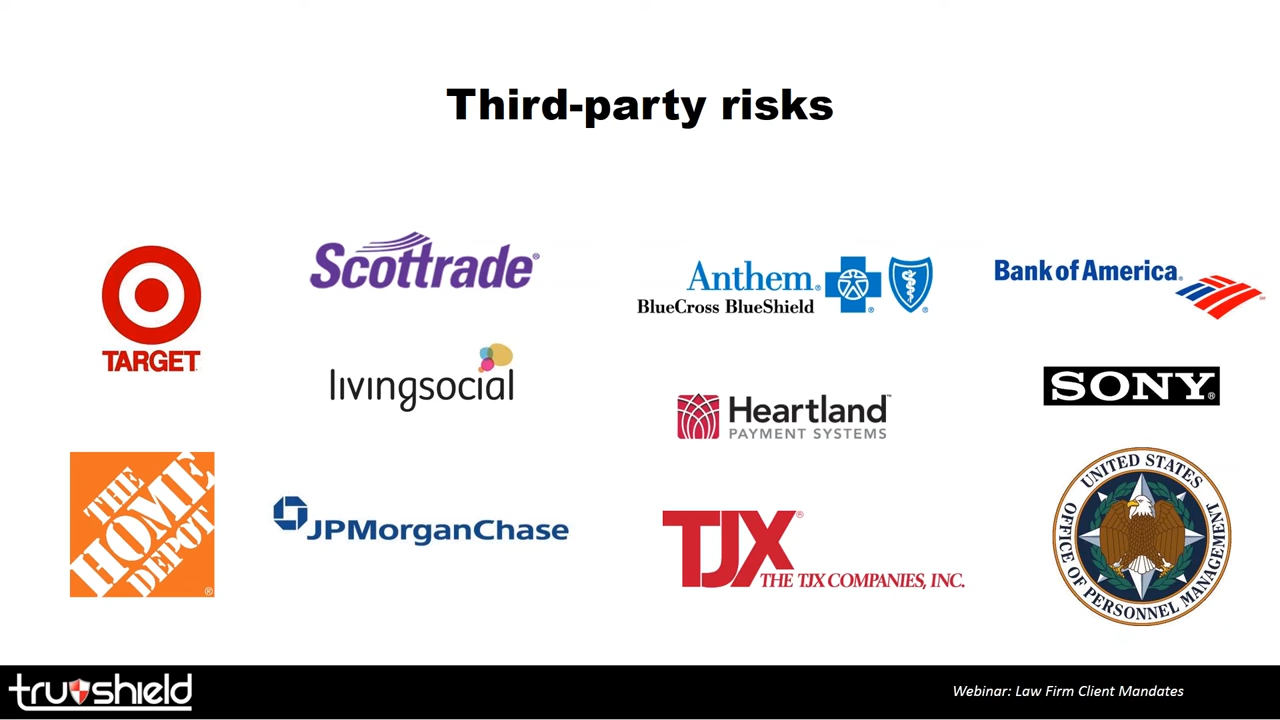 Third-party risks
TARGET
Scottrade®
Anthem®
BlueCross BlueShield
® ®
Bank of America®
livingsocial
SONY®
Heartland™
PAYMENT SYSTEMS
THE
HOME
DEPOT
®
JPMorganChase
TJX®
THE TJX COMPANIES, INC.
UNITED STATES
OFFICE OF PERSONNEL MANAGEMENT
trushield
Webinar: Law Firm Client Mandates